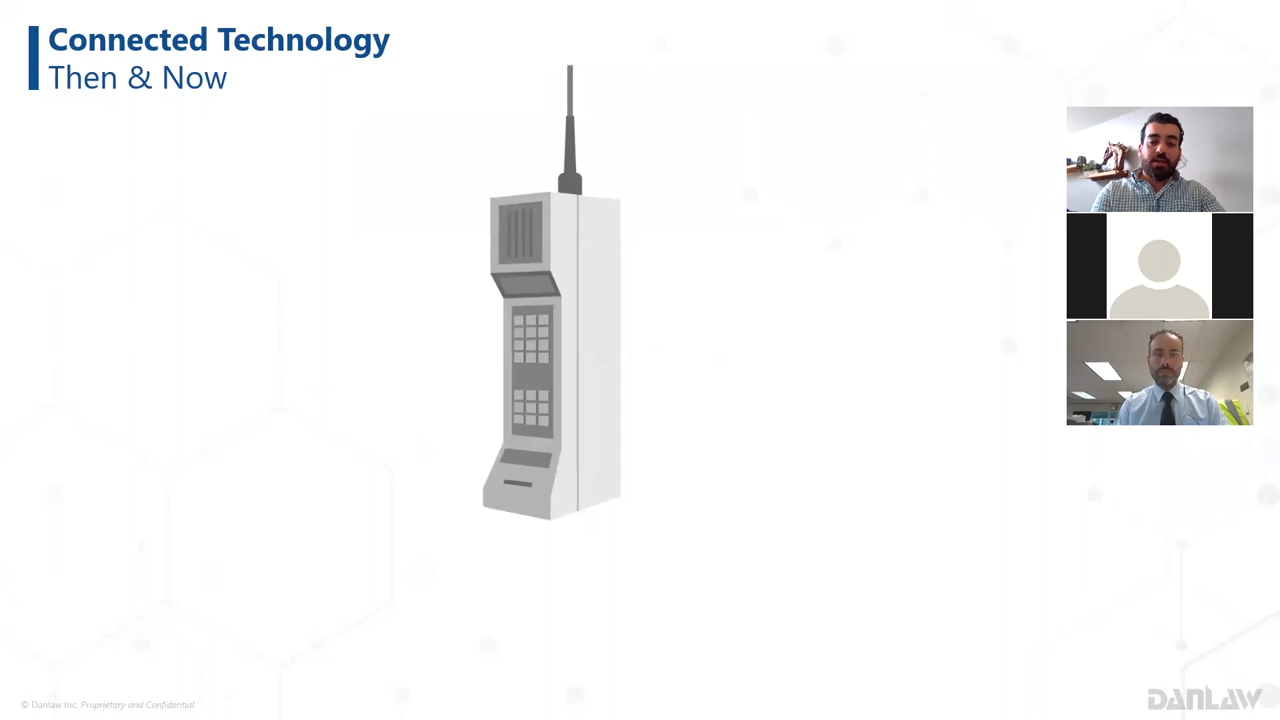 Connected Technology
Then & Now
© Danlaw Inc. Proprietary and Confidential
DANLAW